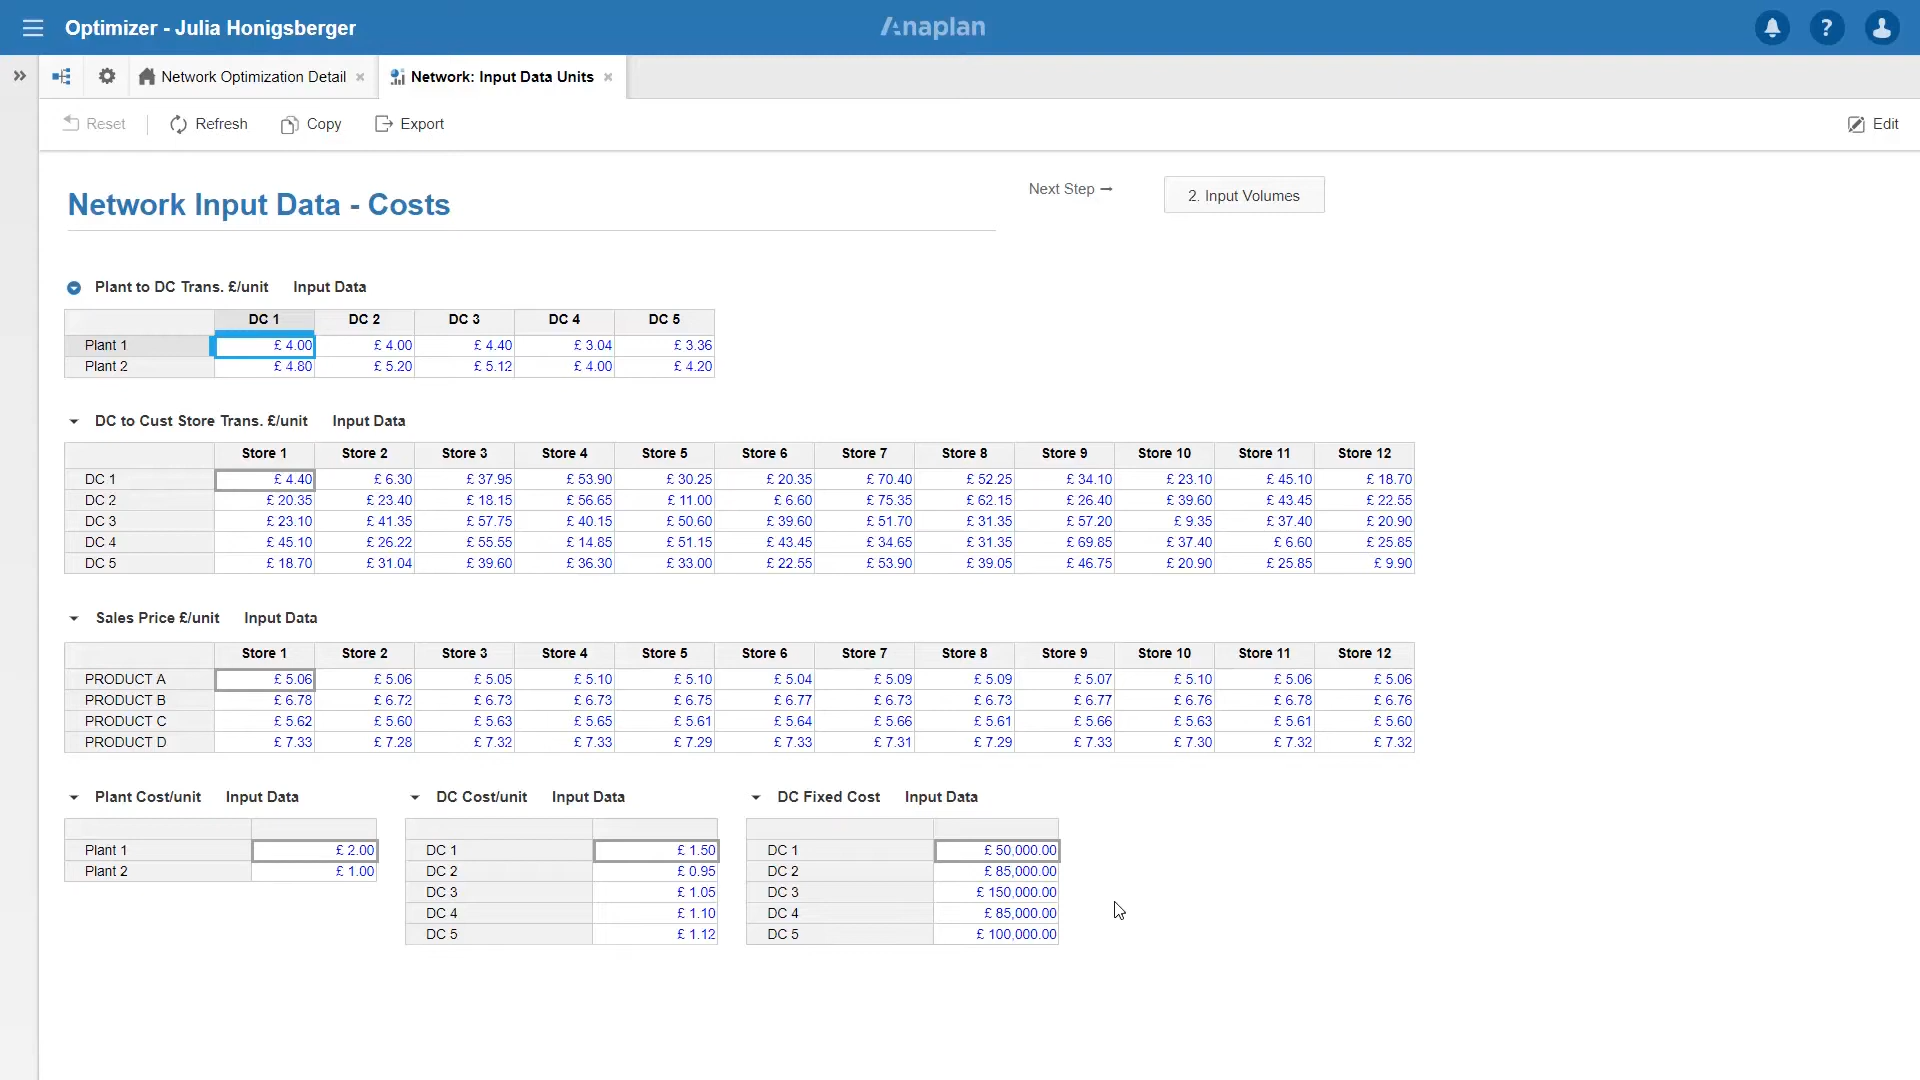 Optimizer - Julia Honigsberger
Anaplan
?
Network Optimization Detail ×
Network: Input Data Units ×
Reset Refresh Copy Export Edit
Network Input Data - Costs
Next Step → 2. Input Volumes
Plant to DC Trans. £/unit Input Data
DC 1 DC 2 DC 3 DC 4 DC 5
Plant 1 £ 4.00 £ 4.00 £ 4.40 £ 3.04 £ 3.36
Plant 2 £ 4.80 £ 5.20 £ 5.12 £ 4.00 £ 4.20
DC to Cust Store Trans. £/unit Input Data
Store 1 Store 2 Store 3 Store 4 Store 5 Store 6 Store 7 Store 8 Store 9 Store 10 Store 11 Store 12
DC 1 £ 4.40 £ 6.30 £ 37.95 £ 53.90 £ 30.25 £ 20.35 £ 70.40 £ 52.25 £ 34.10 £ 23.10 £ 45.10 £ 18.70
DC 2 £ 20.35 £ 23.40 £ 18.15 £ 56.65 £ 11.00 £ 6.60 £ 75.35 £ 62.15 £ 26.40 £ 39.60 £ 43.45 £ 22.55
DC 3 £ 23.10 £ 41.35 £ 57.75 £ 40.15 £ 50.60 £ 39.60 £ 51.70 £ 31.35 £ 57.20 £ 9.35 £ 37.40 £ 20.90
DC 4 £ 45.10 £ 26.22 £ 55.55 £ 14.85 £ 51.15 £ 43.45 £ 34.65 £ 31.35 £ 69.85 £ 37.40 £ 6.60 £ 25.85
DC 5 £ 18.70 £ 31.04 £ 39.60 £ 36.30 £ 33.00 £ 22.55 £ 53.90 £ 39.05 £ 46.75 £ 20.90 £ 25.85 £ 9.90
Sales Price £/unit Input Data
Store 1 Store 2 Store 3 Store 4 Store 5 Store 6 Store 7 Store 8 Store 9 Store 10 Store 11 Store 12
PRODUCT A £ 5.06 £ 5.06 £ 5.05 £ 5.10 £ 5.10 £ 5.04 £ 5.09 £ 5.09 £ 5.07 £ 5.10 £ 5.06 £ 5.06
PRODUCT B £ 6.78 £ 6.72 £ 6.73 £ 6.73 £ 6.75 £ 6.77 £ 6.73 £ 6.73 £ 6.77 £ 6.76 £ 6.78 £ 6.76
PRODUCT C £ 5.62 £ 5.60 £ 5.63 £ 5.65 £ 5.61 £ 5.64 £ 5.66 £ 5.61 £ 5.66 £ 5.63 £ 5.61 £ 5.60
PRODUCT D £ 7.33 £ 7.28 £ 7.32 £ 7.33 £ 7.29 £ 7.33 £ 7.31 £ 7.29 £ 7.33 £ 7.30 £ 7.32 £ 7.32
Plant Cost/unit Input Data
Plant 1 £ 2.00
Plant 2 £ 1.00
DC Cost/unit Input Data
DC 1 £ 1.50
DC 2 £ 0.95
DC 3 £ 1.05
DC 4 £ 1.10
DC 5 £ 1.12
DC Fixed Cost Input Data
DC 1 £ 50,000.00
DC 2 £ 85,000.00
DC 3 £ 150,000.00
DC 4 £ 85,000.00
DC 5 £ 100,000.00